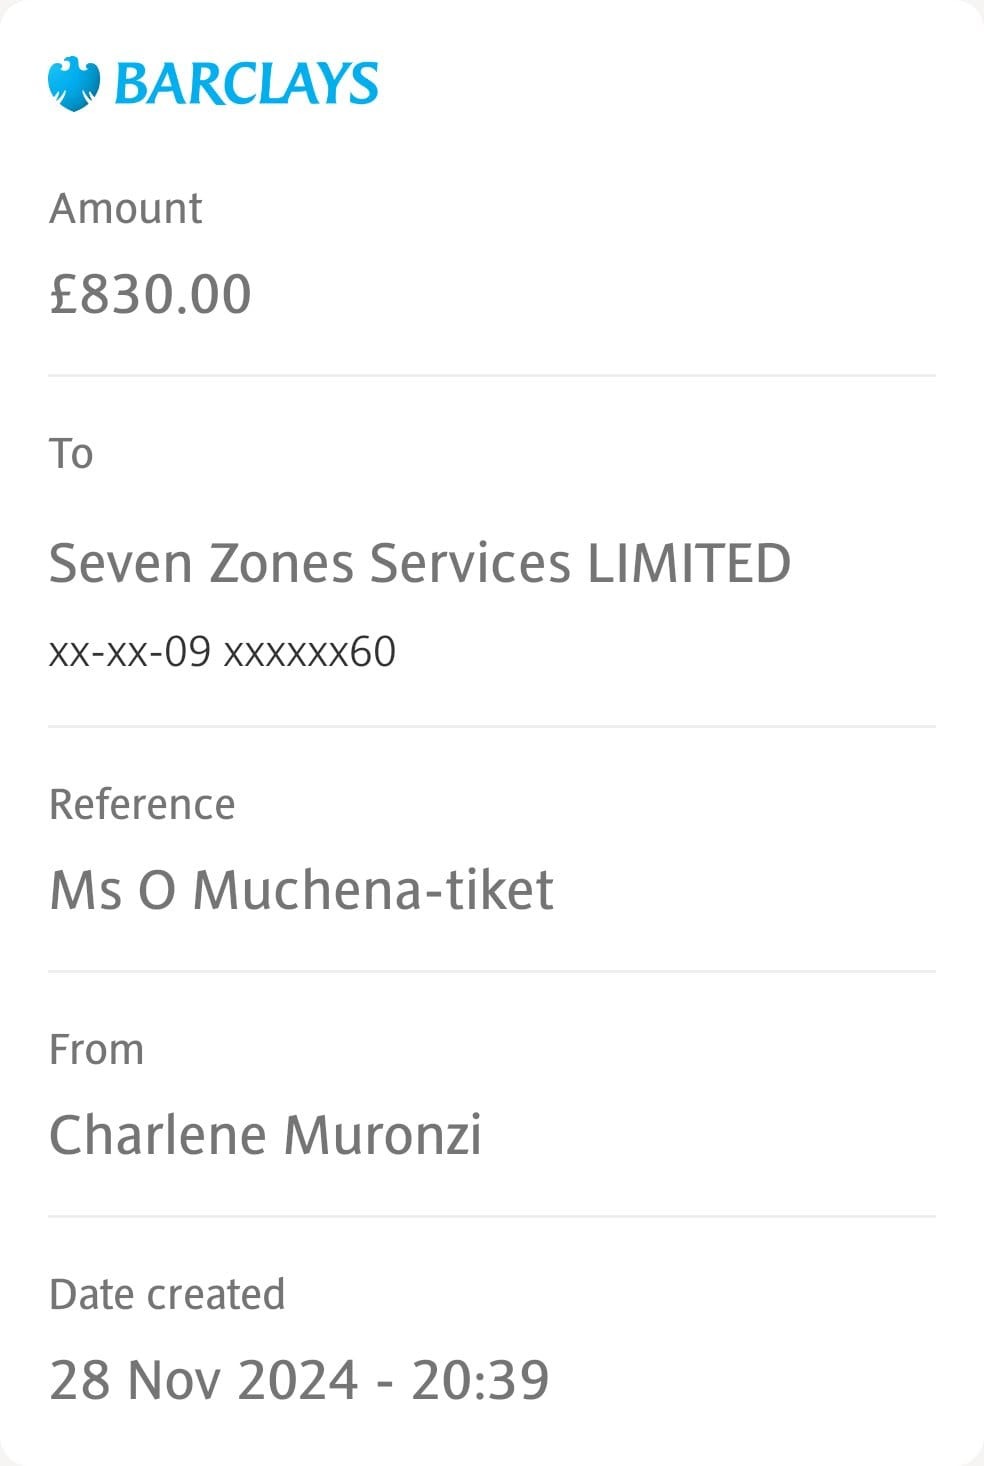 BARCLAYS
Amount
£830.00
To
Seven Zones Services LIMITED
xx-xx-09 xxxxxx60
Reference
Ms O Muchena-tiket
From
Charlene Muronzi
Date created
28 Nov 2024 - 20:39